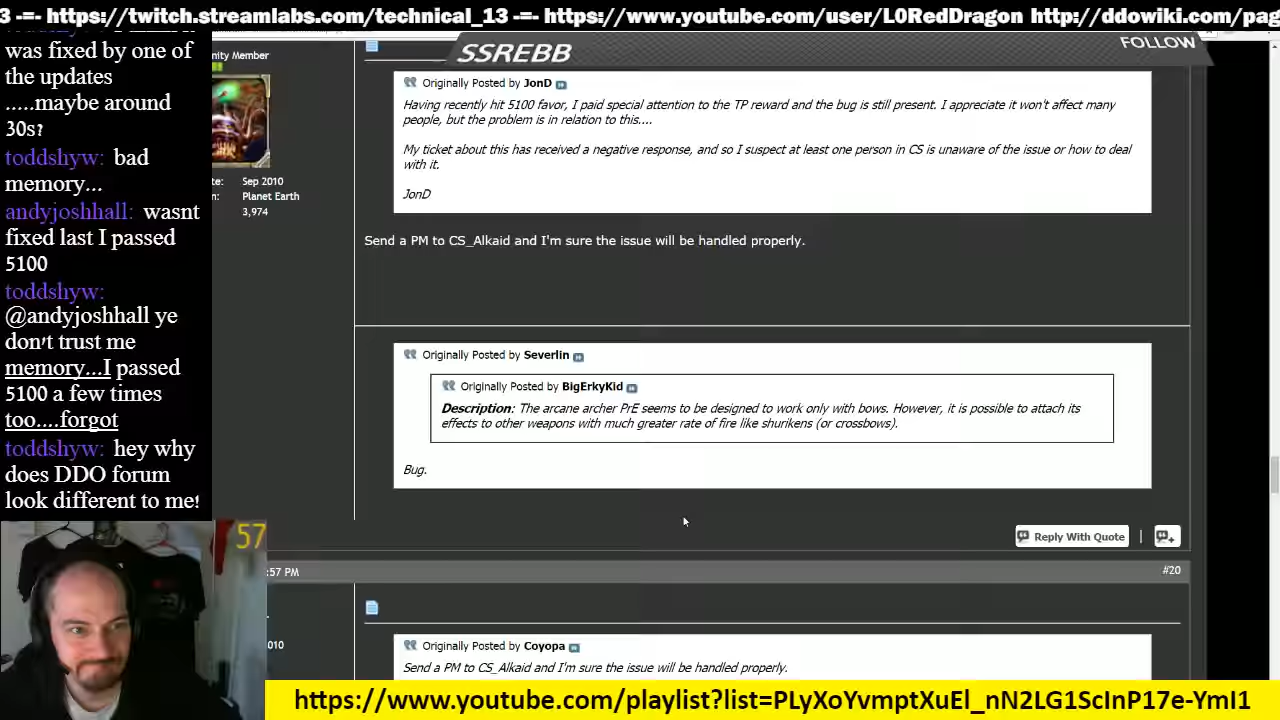 3 -=- https://twitch.streamlabs.com/technical_13 -=- https://www.youtube.com/user/L0RedDragon http://ddowiki.com/pag
was fixed by one of
the updates
.....maybe around
30s?
toddshyw: bad
memory...
andyjoshhall: wasnt
fixed last I passed
5100
toddshyw:
@andyjoshhall ye
don't trust me
memory...I passed
5100 a few times
too....forgot
toddshyw: hey why
does DDO forum
look different to me!
57
nity Member
te: Sep 2010
n: Planet Earth
3,974
SSREBB
FOLLOW
Originally Posted by JonD
Having recently hit 5100 favor, I paid special attention to the TP reward and the bug is still present. I appreciate it won't affect many
people, but the problem is in relation to this....
My ticket about this has received a negative response, and so I suspect at least one person in CS is unaware of the issue or how to deal
with it.
JonD
Send a PM to CS_Alkaid and I'm sure the issue will be handled properly.
Originally Posted by Severlin
Originally Posted by BigErkyKid
Description: The arcane archer PrE seems to be designed to work only with bows. However, it is possible to attach its
effects to other weapons with much greater rate of fire like shurikens (or crossbows).
Bug.
Reply With Quote
:57 PM
#20
010
Originally Posted by Coyopa
Send a PM to CS_Alkaid and I'm sure the issue will be handled properly.
https://www.youtube.com/playlist?list=PLyXoYvmptXuEl_nN2LG1ScInP17e-YmI1